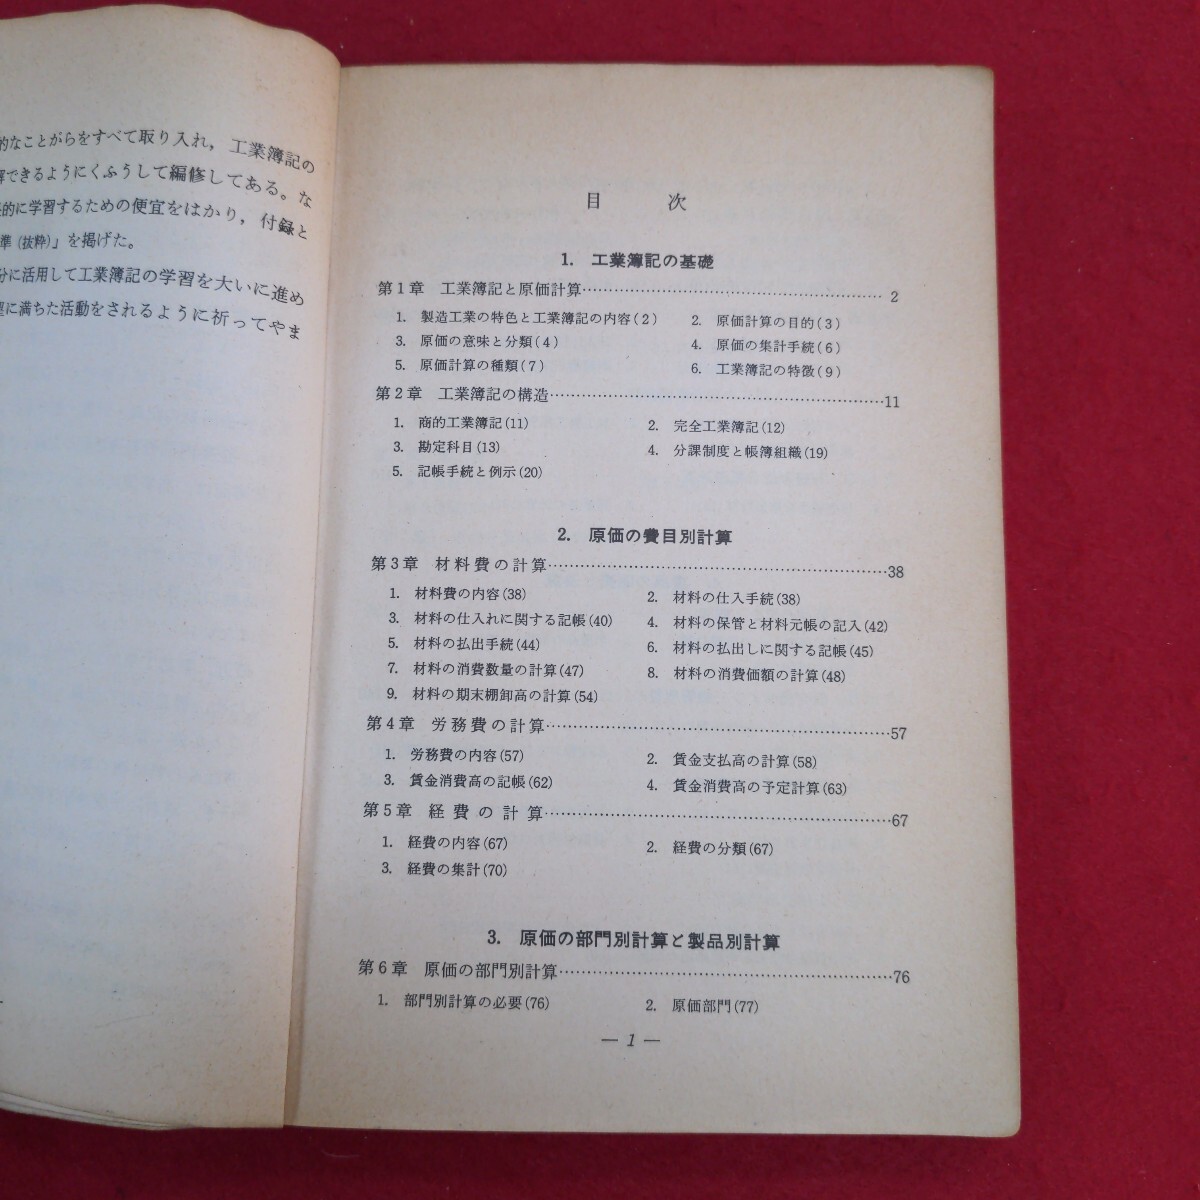 的なことがらをすべて取り入れ，工業簿記の
解できるようにくふうして編修してある。な
的に学習するための便宜をはかり，付録と
準（抜粋）」を掲げた。
分に活用して工業簿記の学習を大いに進め
に満ちた活動をされるように祈ってやま
目　次
1.　工業簿記の基礎
第1章　工業簿記と原価計算……………………………2
1.　製造工業の特色と工業簿記の内容(2)　2.　原価計算の目的(3)
3.　原価の意味と分類(4)　4.　原価の集計手続(6)
5.　原価計算の種類(7)　6.　工業簿記の特徴(9)
第2章　工業簿記の構造……………………………11
1.　商的工業簿記(11)　2.　完全工業簿記(12)
3.　勘定科目(13)　4.　分課制度と帳簿組織(19)
5.　記帳手続と例示(20)
2.　原価の費目別計算
第3章　材料費の計算……………………………38
1.　材料費の内容(38)　2.　材料の仕入手続(38)
3.　材料の仕入れに関する記帳(40)　4.　材料の保管と材料元帳の記入(42)
5.　材料の払出手続(44)　6.　材料の払出しに関する記帳(45)
7.　材料の消費数量の計算(47)　8.　材料の消費価額の計算(48)
9.　材料の期末棚卸高の計算(54)
第4章　労務費の計算……………………………57
1.　労務費の内容(57)　2.　賃金支払高の計算(58)
3.　賃金消費高の記帳(62)　4.　賃金消費高の予定計算(63)
第5章　経費の計算……………………………67
1.　経費の内容(67)　2.　経費の分類(67)
3.　経費の集計(70)
3.　原価の部門別計算と製品別計算
第6章　原価の部門別計算……………………………76
1.　部門別計算の必要(76)　2.　原価部門(77)
— 1 —